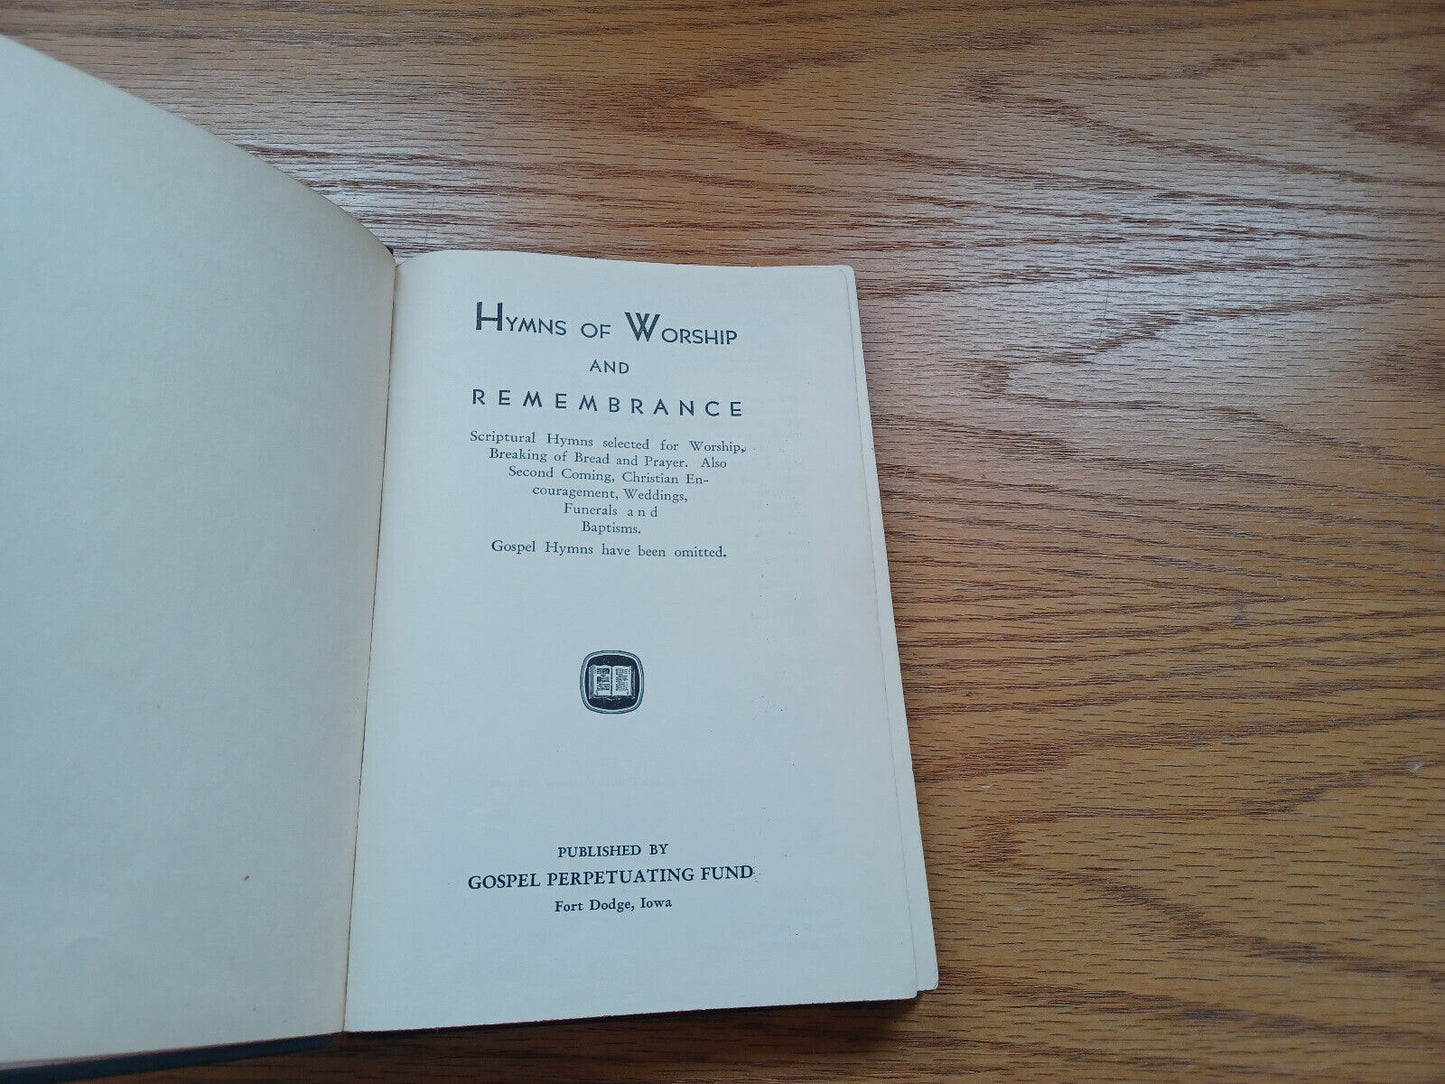 HYMNS OF WORSHIP
AND
REMEMBRANCE
Scriptural Hymns selected for Worship,
Breaking of Bread and Prayer. Also
Second Coming, Christian En-
couragement, Weddings,
Funerals and
Baptisms.
Gospel Hymns have been omitted.
PUBLISHED BY
GOSPEL PERPETUATING FUND
Fort Dodge, Iowa